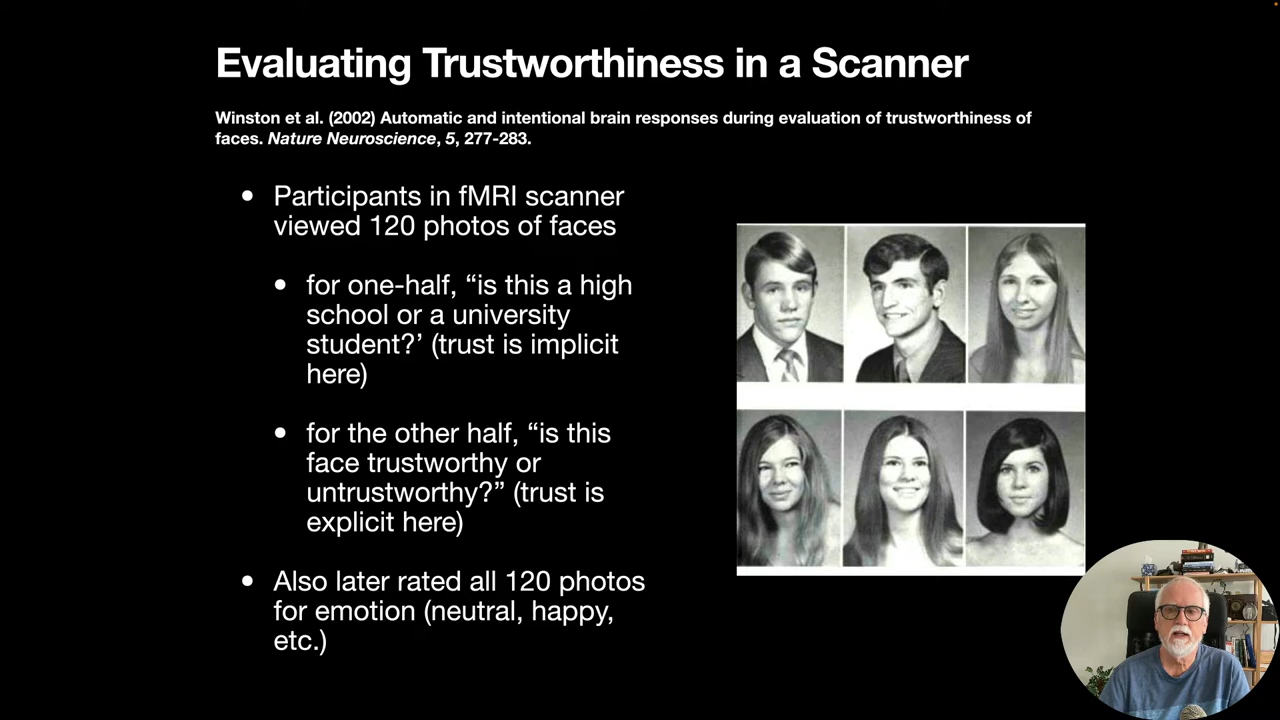 Evaluating Trustworthiness in a Scanner
Winston et al. (2002) Automatic and intentional brain responses during evaluation of trustworthiness of
faces. Nature Neuroscience, 5, 277-283.
• Participants in fMRI scanner
viewed 120 photos of faces
• for one-half, “is this a high
school or a university
student?’ (trust is implicit
here)
• for the other half, “is this
face trustworthy or
untrustworthy?” (trust is
explicit here)
• Also later rated all 120 photos
for emotion (neutral, happy,
etc.)